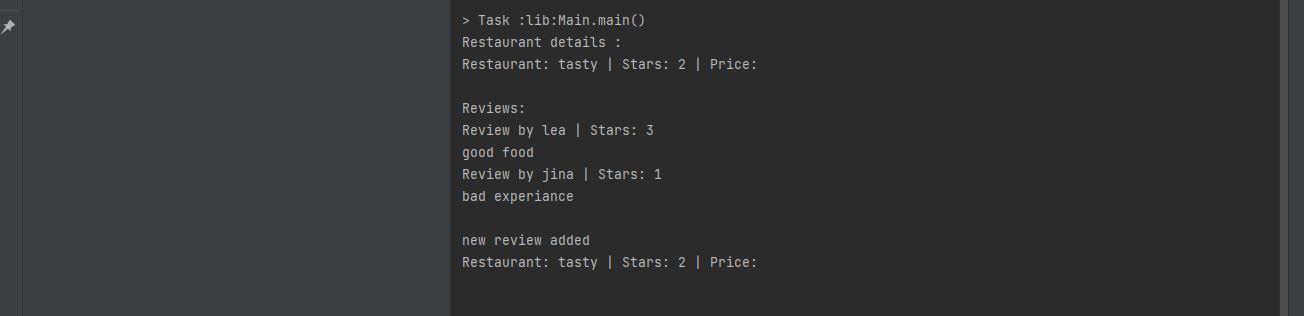 > Task :lib:Main.main()
Restaurant details :
Restaurant: tasty | Stars: 2 | Price:
Reviews:
Review by lea | Stars: 3
good food
Review by jina | Stars: 1
bad experiance
new review added
Restaurant: tasty | Stars: 2 | Price: